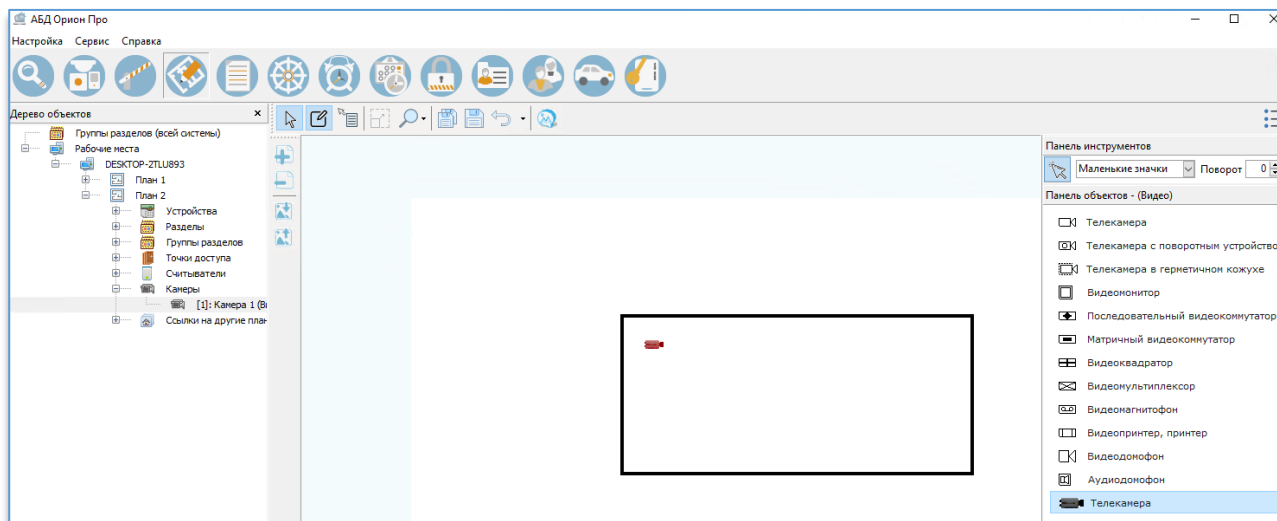 АБД Орион Про
Настройка Сервис Справка
Дерево объектов
Группы разделов (всей системы)
Рабочие места
DESKTOP-2TLU893
План 1
План 2
Устройства
Разделы
Группы разделов
Точки доступа
Считыватели
Камеры
[1]: Камера 1 (Ви
Ссылки на другие план
Панель инструментов
Маленькие значки Поворот 0
Панель объектов - (Видео)
Телекамера
Телекамера с поворотным устройство
Телекамера в герметичном кожухе
Видеомонитор
Последовательный видеокоммутатор
Матричный видеокоммутатор
Видеоквадратор
Видеомультиплексор
Видеомагнитофон
Видеопринтер, принтер
Видеодомофон
Аудиодомофон
Телекамера